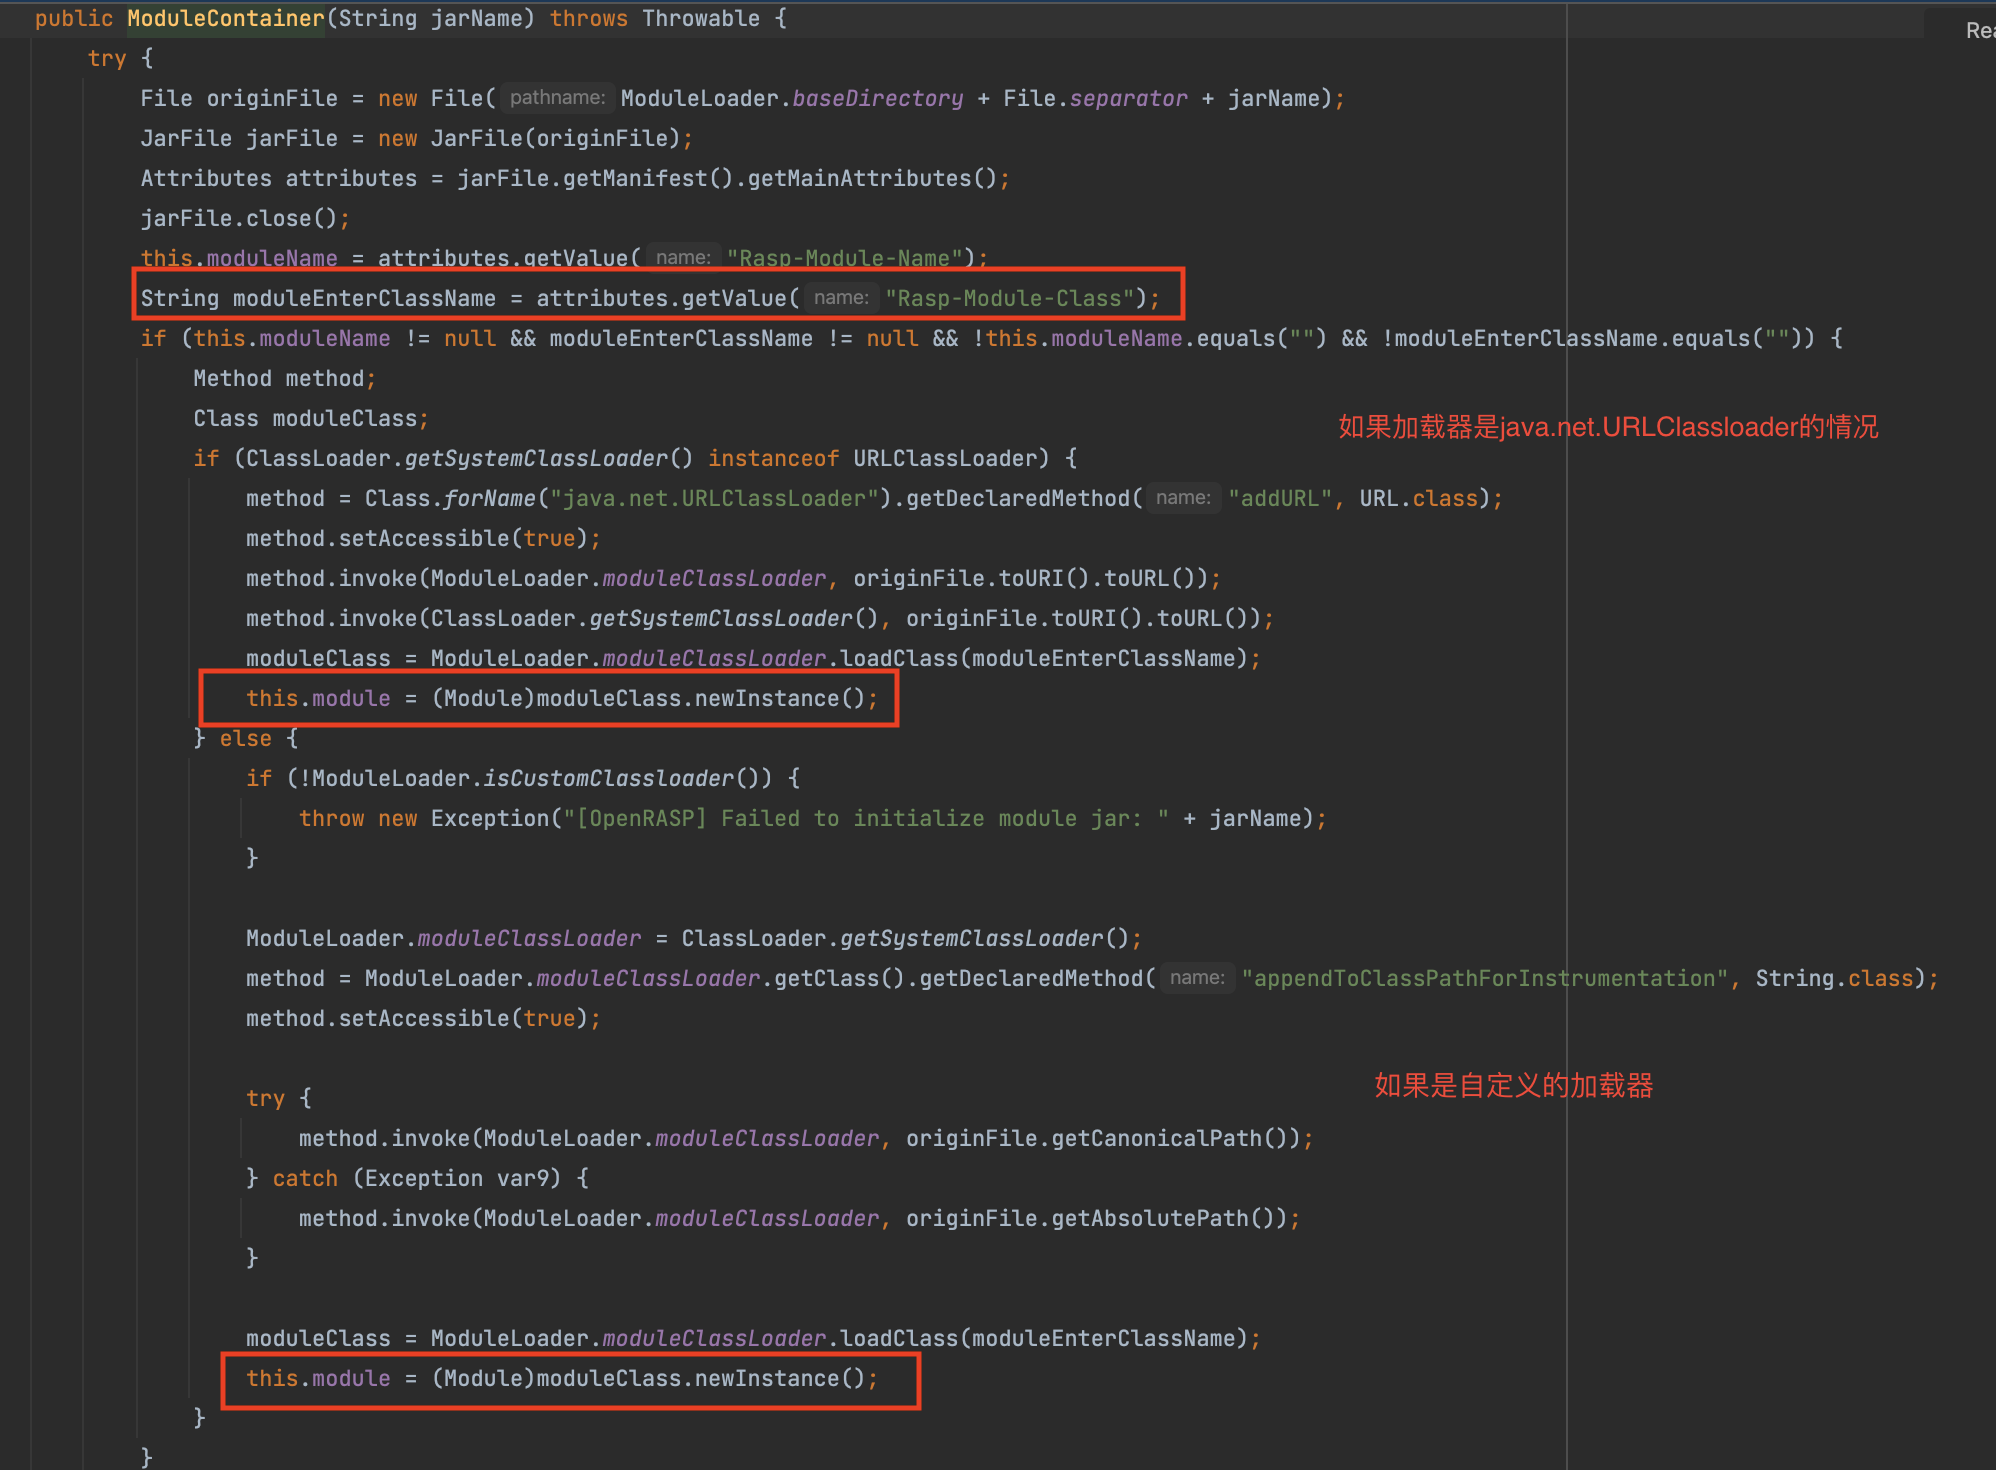 public ModuleContainer(String jarName) throws Throwable {
Rea
try {
File originFile = new File( pathname: ModuleLoader.baseDirectory + File.separator + jarName);
JarFile jarFile = new JarFile(originFile);
Attributes attributes = jarFile.getManifest().getMainAttributes();
jarFile.close();
this.moduleName = attributes.getValue( name: "Rasp-Module-Name");
String moduleEnterClassName = attributes.getValue( name: "Rasp-Module-Class");
if (this.moduleName != null && moduleEnterClassName != null && !this.moduleName.equals("") && !moduleEnterClassName.equals("")) {
Method method;
Class moduleClass;
如果加载器是java.net.URLClassloader的情况
if (ClassLoader.getSystemClassLoader() instanceof URLClassLoader) {
method = Class.forName("java.net.URLClassLoader").getDeclaredMethod( name: "addURL", URL.class);
method.setAccessible(true);
method.invoke(ModuleLoader.moduleClassLoader, originFile.toURI().toURL());
method.invoke(ClassLoader.getSystemClassLoader(), originFile.toURI().toURL());
moduleClass = ModuleLoader.moduleClassLoader.loadClass(moduleEnterClassName);
this.module = (Module)moduleClass.newInstance();
} else {
if (!ModuleLoader.isCustomClassloader()) {
throw new Exception("[OpenRASP] Failed to initialize module jar: " + jarName);
}
ModuleLoader.moduleClassLoader = ClassLoader.getSystemClassLoader();
method = ModuleLoader.moduleClassLoader.getClass().getDeclaredMethod( name: "appendToClassPathForInstrumentation", String.class);
method.setAccessible(true);
如果是自定义的加载器
try {
method.invoke(ModuleLoader.moduleClassLoader, originFile.getCanonicalPath());
} catch (Exception var9) {
method.invoke(ModuleLoader.moduleClassLoader, originFile.getAbsolutePath());
}
moduleClass = ModuleLoader.moduleClassLoader.loadClass(moduleEnterClassName);
this.module = (Module)moduleClass.newInstance();
}
}